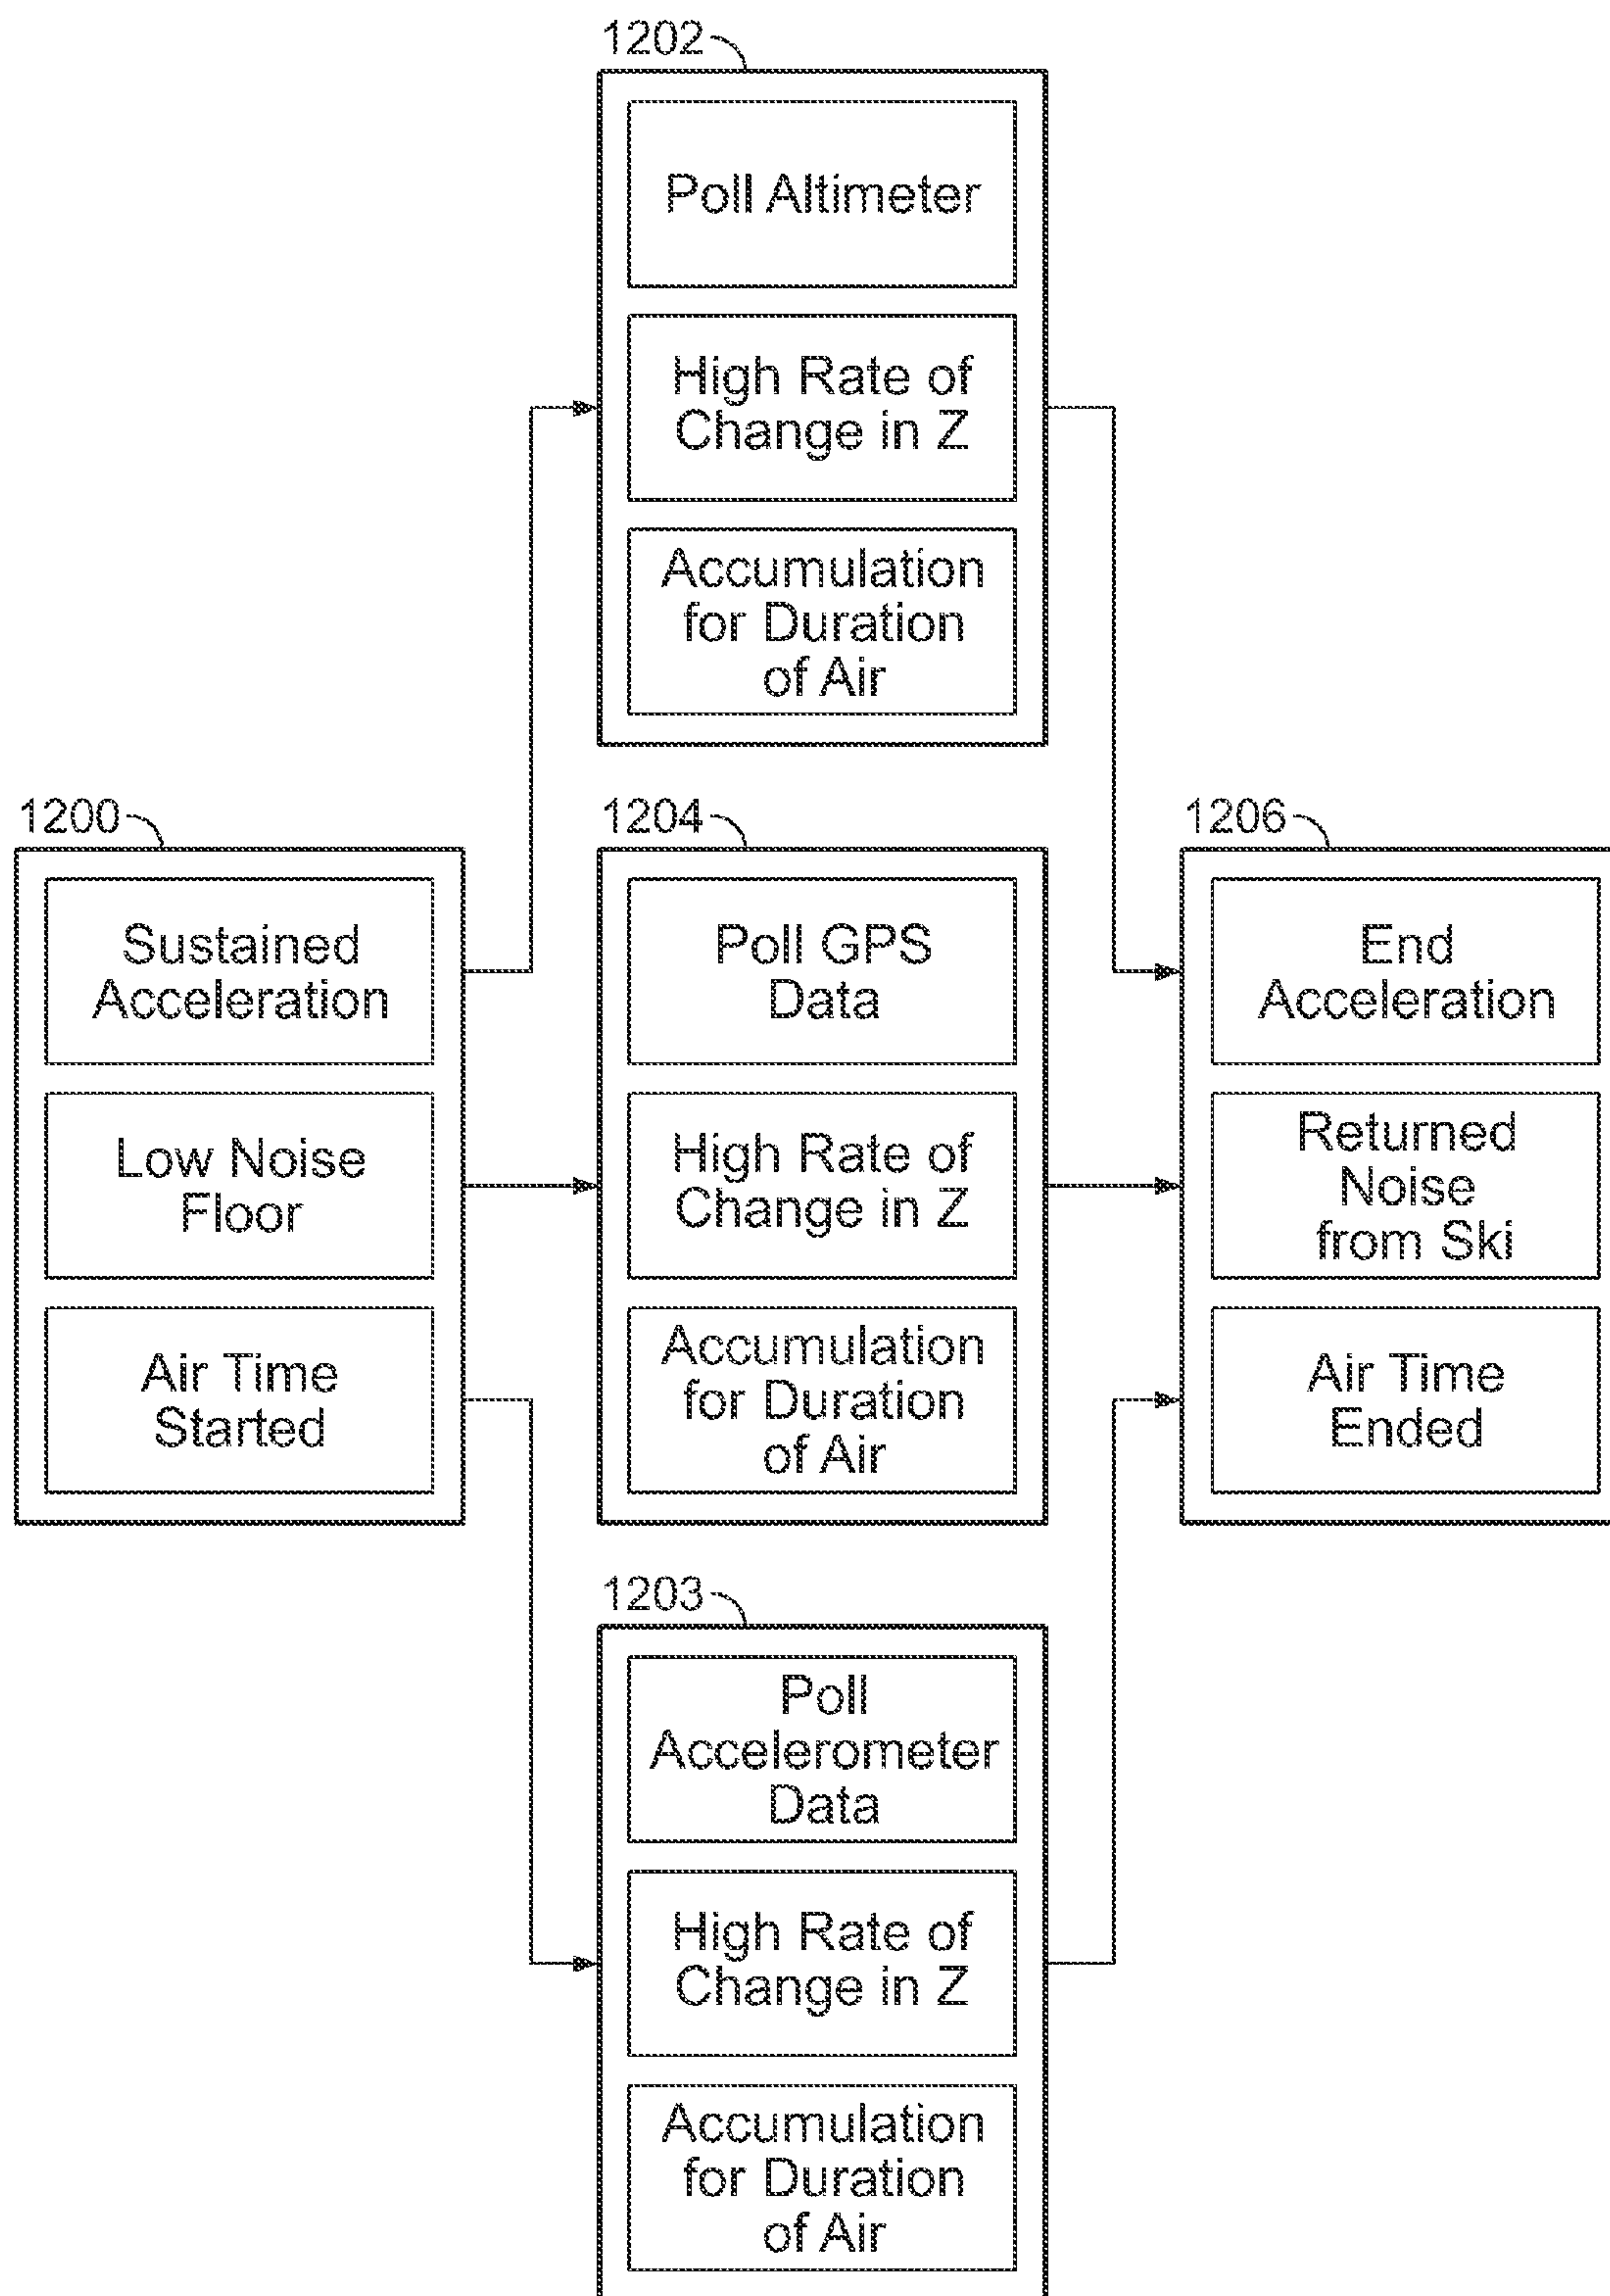 1202
Poll Altimeter
High Rate of
Change in Z
Accumulation
for Duration
of Air
1200
Sustained
Acceleration
Low Noise
Floor
Air Time
Started
1204
Poll GPS
Data
High Rate of
Change in Z
Accumulation
for Duration
of Air
1206
End
Acceleration
Returned
Noise
from Ski
Air Time
Ended
1203
Poll
Accelerometer
Data
High Rate of
Change in Z
Accumulation
for Duration
of Air